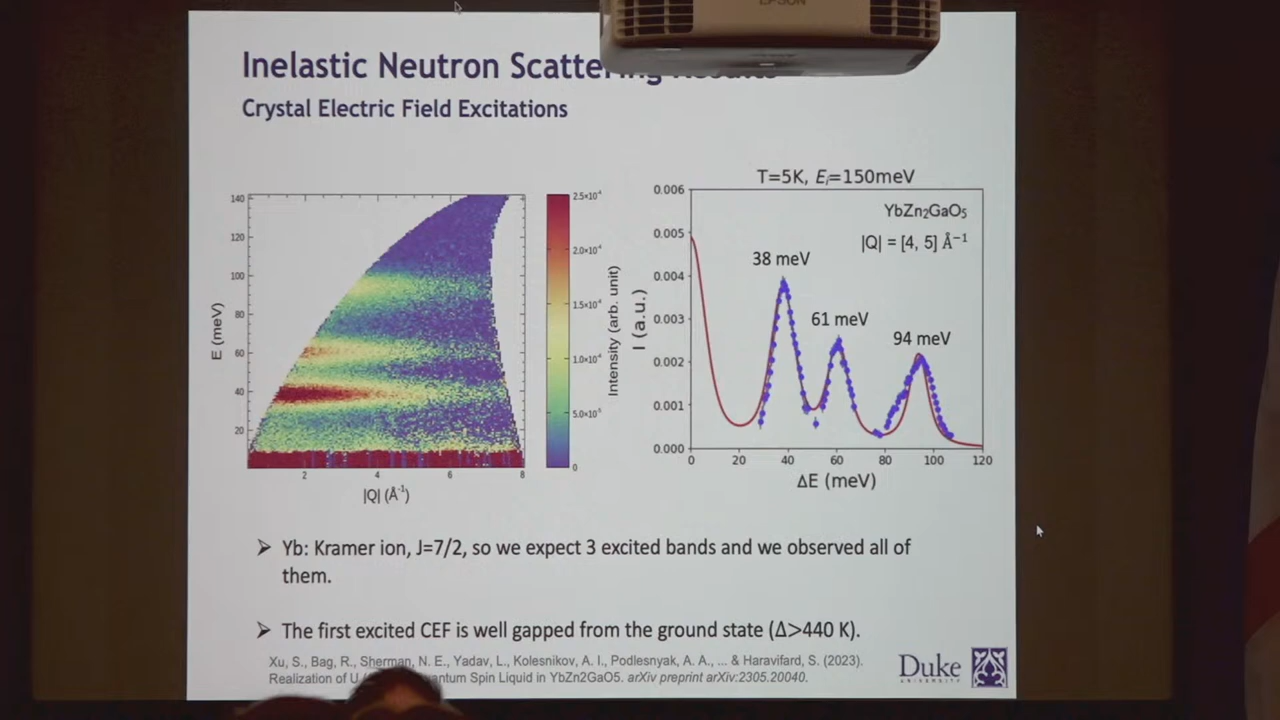 EPSON
Inelastic Neutron Scattering Results
Crystal Electric Field Excitations
140
120
100
80
60
40
20
E (meV)
2
4
6
8
|Q| (Å⁻¹)
2.5×10⁻⁴
2.0×10⁻⁴
1.5×10⁻⁴
1.0×10⁻⁴
5.0×10⁻⁵
0
Intensity (arb. unit)
T=5K, Eᵢ=150meV
0.006
0.005
0.004
0.003
0.002
0.001
0.000
I (a.u.)
YbZn₂GaO₅
|Q| = [4, 5] Å⁻¹
38 meV
61 meV
94 meV
0
20
40
60
80
100
120
ΔE (meV)
➢ Yb: Kramer ion, J=7/2, so we expect 3 excited bands and we observed all of
them.
➢ The first excited CEF is well gapped from the ground state (Δ>440 K).
Xu, S., Bag, R., Sherman, N. E., Yadav, L., Kolesnikov, A. I., Podlesnyak, A. A., ... & Haravifard, S. (2023).
Realization of U Spin Liquid in YbZn2GaO5. arXiv preprint arXiv:2305.20040.
Duke
UNIVERSITY